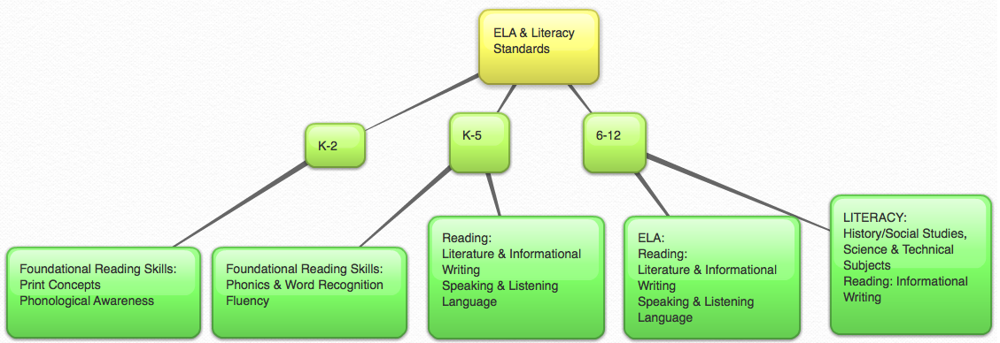 ELA & Literacy
Standards
K-2
K-5
6-12
Foundational Reading Skills:
Print Concepts
Phonological Awareness
Foundational Reading Skills:
Phonics & Word Recognition
Fluency
Reading:
Literature & Informational
Writing
Speaking & Listening
Language
ELA:
Reading:
Literature & Informational
Writing
Speaking & Listening
Language
LITERACY:
History/Social Studies,
Science & Technical
Subjects
Reading: Informational
Writing